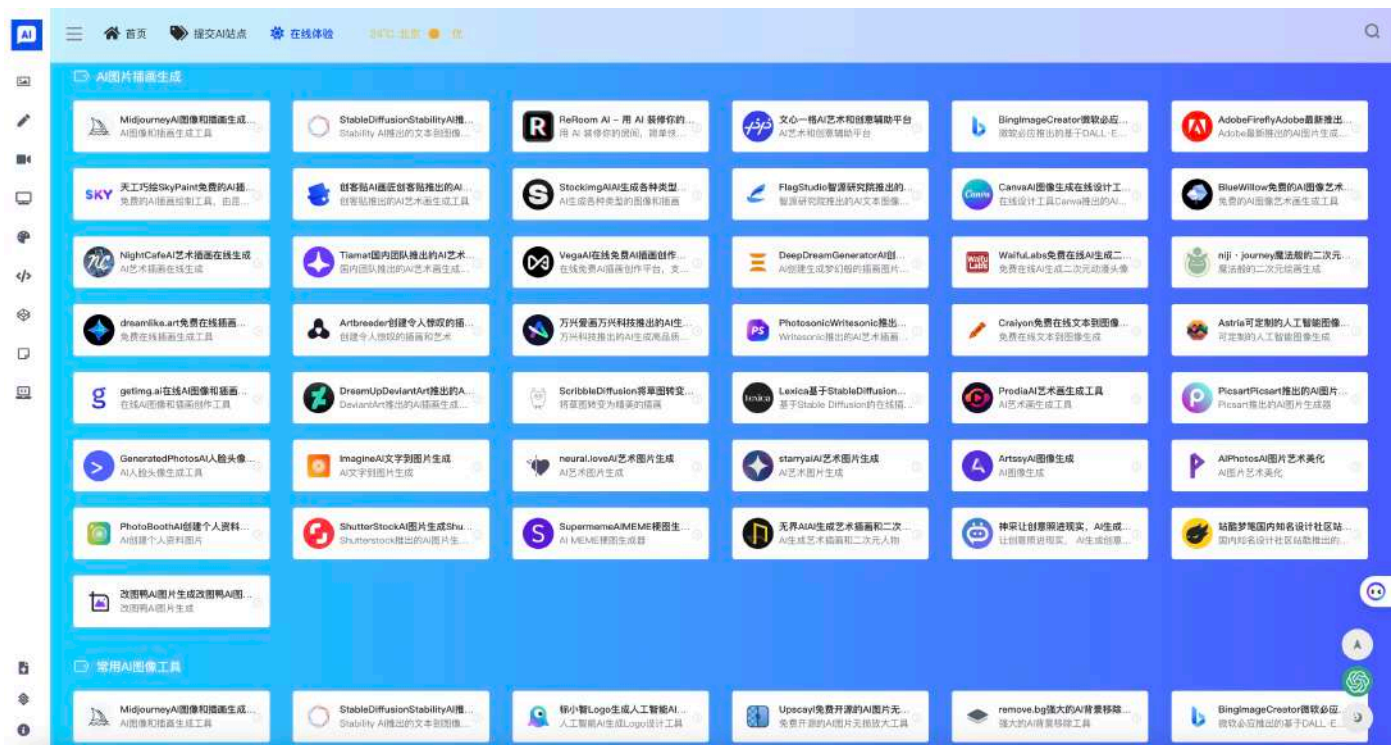 AI
首页
提交AI站点
在线体验
AI图片插画生成
MidjourneyAI图像和插画生成...
AI图像和插画生成工具
StableDiffusionStabilityAI推...
Stability AI推出的文本到图像...
ReRoom AI – 用 AI 装修你的...
用 AI 装修你的房间，简单快...
文心一格AI艺术和创意辅助平台
AI艺术和创意辅助平台
BingImageCreator微软必应...
微软必应推出的基于DALL·E...
AdobeFireflyAdobe最新推出...
Adobe最新推出的AI图片生成...
SKY
天工巧绘SkyPaint免费的AI插...
免费的AI插画绘制工具，由昆...
创客贴AI画匠创客贴推出的AI...
创客贴推出的AI艺术画生成工具
StockimgAIAI生成各种类型...
AI生成各种类型的图像和插画
FlagStudio智源研究院推出的...
智源研究院推出的AI文本图像...
Canva
CanvaAI图像生成在线设计工...
在线设计工具Canva推出的AI...
BlueWillow免费的AI图像艺术...
免费的AI图像艺术画生成工具
nc
NightCafeAI艺术插画在线生成
AI艺术插画在线生成
Tiamat国内团队推出的AI艺术...
国内团队推出的AI艺术画生成...
VegaAI在线免费AI插画创作...
在线免费AI插画创作平台，支...
DeepDreamGeneratorAI创...
AI创建生成梦幻般的插画图片...
Waifu Labs
WaifuLabs免费在线AI生成二...
免费在线AI生成二次元动漫头像
niji · journey魔法般的二次元...
魔法般的二次元绘画生成
dreamlike.art免费在线插画...
免费在线插画生成工具
Artbreeder创建令人惊叹的插...
创建令人惊叹的插画和艺术
万兴爱画万兴科技推出的AI生...
万兴科技推出的AI生成高品质...
PS
PhotosonicWritesonic推出...
Writesonic推出的AI艺术插画...
Craiyon免费在线文本到图像...
免费在线文本到图像生成
Astria可定制的人工智能图像...
可定制的人工智能图像生成
g
getimg.ai在线AI图像和插画...
在线AI图像和插画创作工具
DreamUpDeviantArt推出的A...
DeviantArt推出的AI插画生成...
ScribbleDiffusion将草图转变...
将草图转变为精美的插画
lexica
Lexica基于StableDiffusion...
基于Stable Diffusion的在线插...
ProdiaAI艺术画生成工具
AI艺术画生成工具
PicsartPicsart推出的AI图片...
Picsart推出的AI图片生成器
GeneratedPhotosAI人脸头像...
AI人脸头像生成工具
ImagineAI文字到图片生成
AI文字到图片生成
neural.loveAI艺术图片生成
AI艺术图片生成
starryaiAI艺术图片生成
AI艺术图片生成
ArtssyAI图像生成
AI图像生成
AIPhotosAI图片艺术美化
AI图片艺术美化
PhotoBoothAI创建个人资料...
AI创建个人资料图片
ShutterStockAI图片生成Shu...
Shutterstock推出的AI图片生...
S
SupermemeAIMEME梗图生...
AI MEME梗图生成器
无界AIAI生成艺术插画和二次...
AI生成艺术插画和二次元人物
神采让创意照进现实，AI生成...
让创意照进现实，AI生成创意...
站酷梦笔国内知名设计社区站...
国内知名设计社区站酷推出的...
改图鸭AI图片生成改图鸭AI图...
改图鸭AI图片生成
常用AI图像工具
MidjourneyAI图像和插画生成...
AI图像和插画生成工具
StableDiffusionStabilityAI推...
Stability AI推出的文本到图像...
标小智Logo生成人工智能AI...
人工智能AI生成Logo设计工具
Upscayl免费开源的AI图片无...
免费开源的AI图片无损放大工具
remove.bg强大的AI背景移除...
强大的AI背景移除工具
BingImageCreator微软必应...
微软必应推出的基于DALL·E...